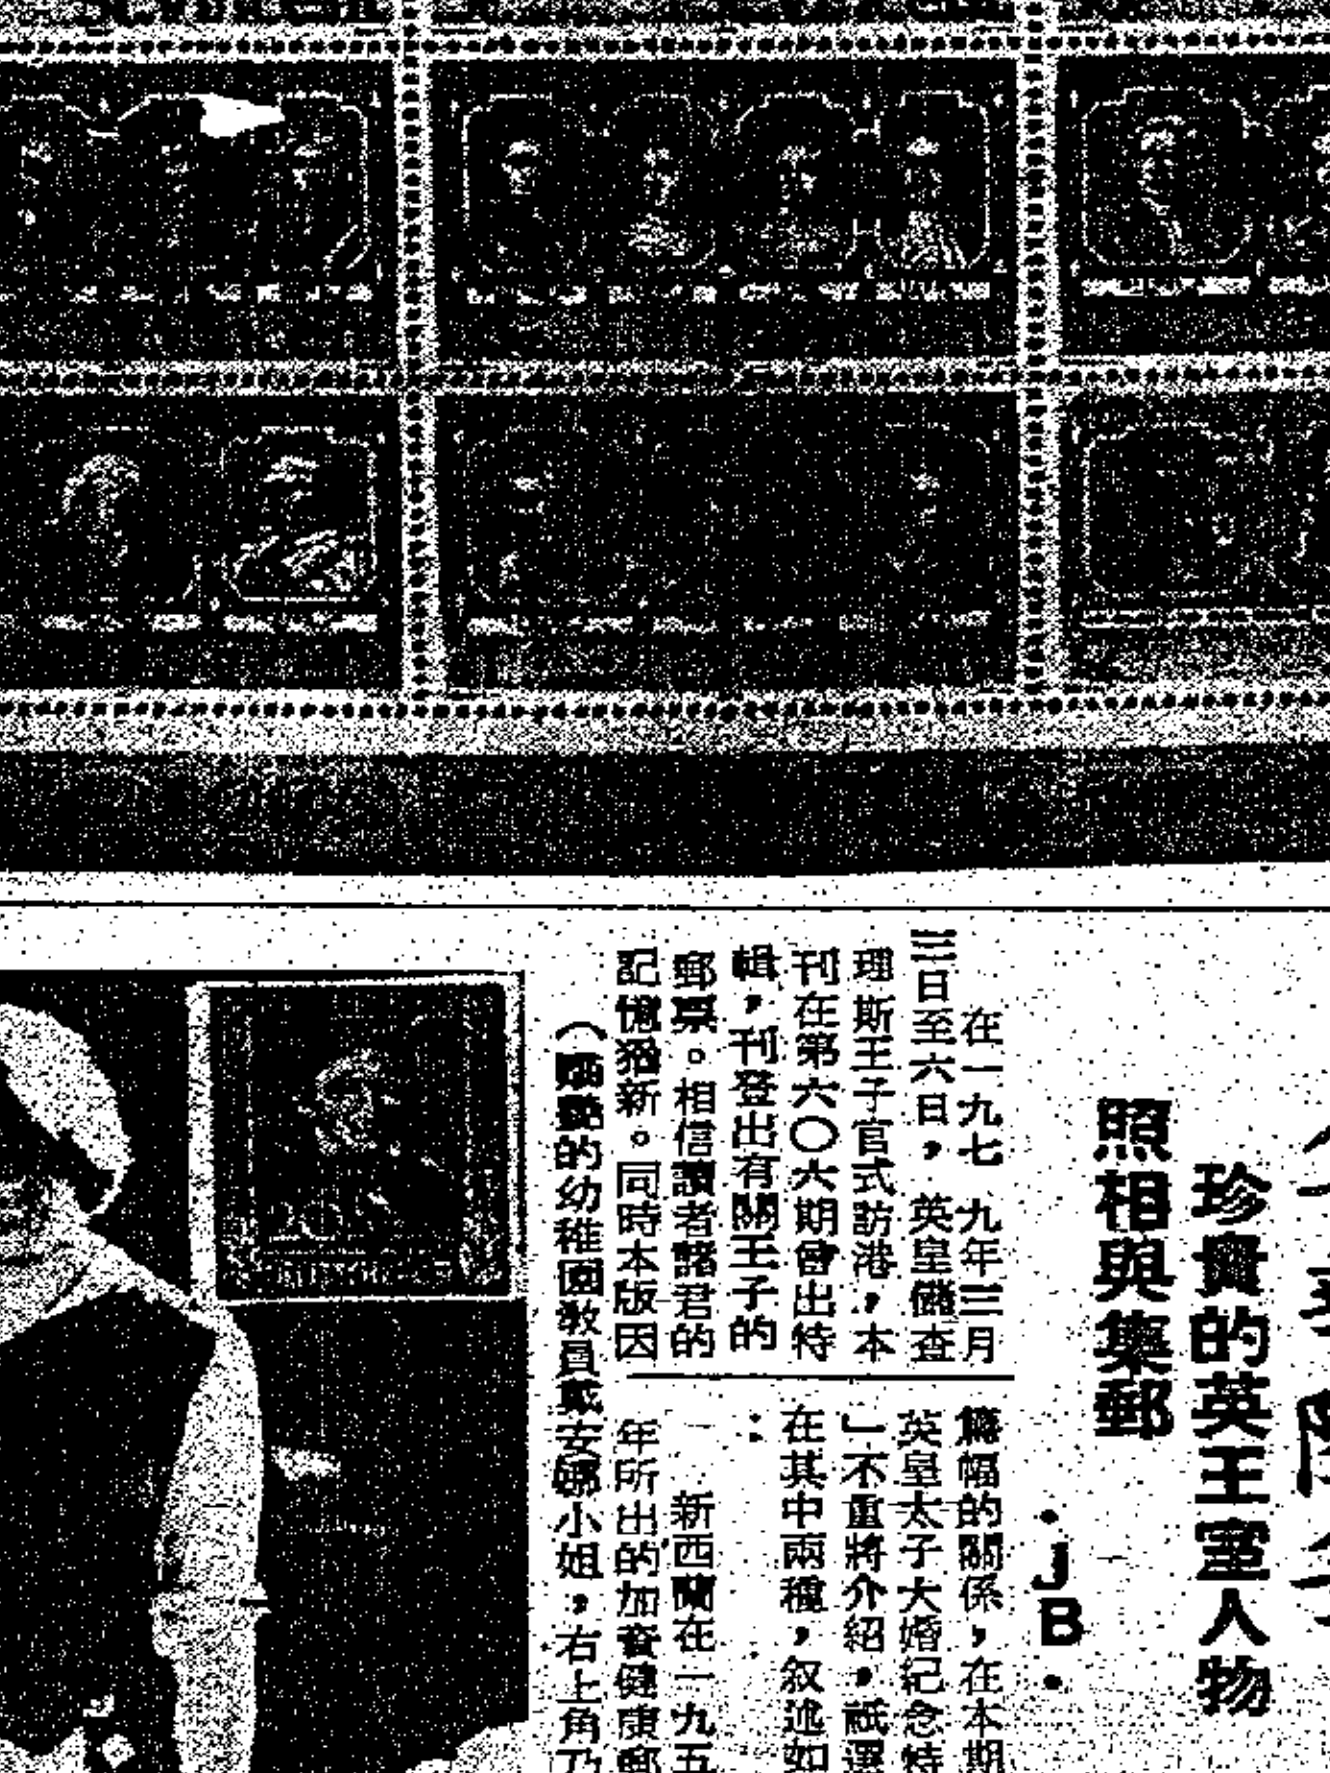 珍貴的英王室人物
照相與集郵
·JB·
在一九七九年三月
三日至六日，英皇儲查
理斯王子官式訪港，本
刊在第六〇六期曾出特
輯，刊登出有關王子的
郵票。相信讀者諸君的
記憶猶新。同時本版因
篇幅的關係，在本期
英皇太子大婚紀念特
」不重將介紹，祇選
在其中兩種，叙述如
：
新西蘭在一九五
年所出的加套健康郵
（嬌艷的幼稚園教員戴安娜小姐，右上角乃